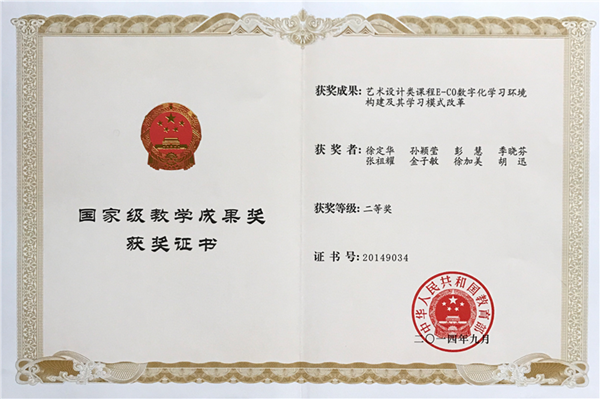 国家级教学成果奖
获奖证书
获奖成果: 艺术设计类课程E-CO数字化学习环境
构建及其学习模式改革
获 奖 者: 徐定华 孙颖莹 彭 慧 季晓芬
张祖耀 金子敏 徐加美 胡 迅
获奖等级: 二等奖
证 书 号: 20149034
中华人民共和国教育部
二〇一四年九月